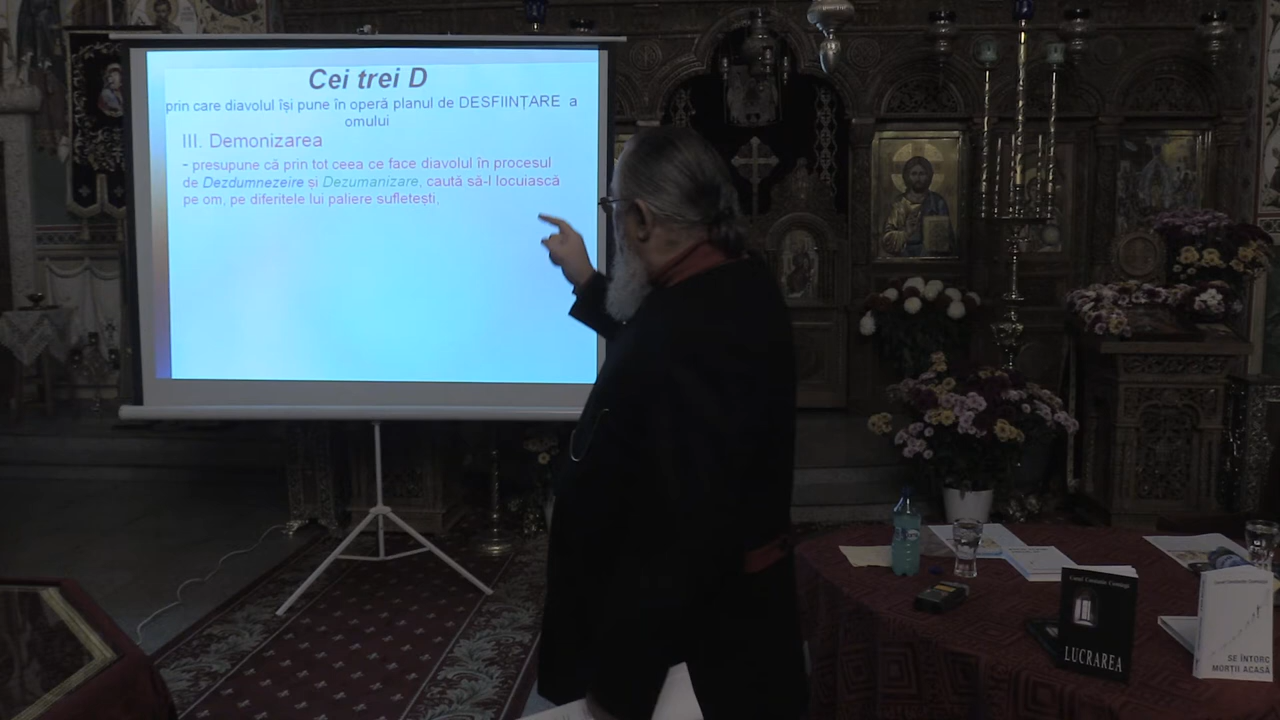 Cei trei D
prin care diavolul își pune în operă planul de DESFIINȚARE a
omului
III. Demonizarea
- presupune că prin tot ceea ce face diavolul în procesul
de Dezdumnezeire și Dezumanizare, caută să-l locuiască
pe om, pe diferitele lui paliere sufletești,
LUCRAREA
SE ÎNTORC
MORȚII ACASĂ